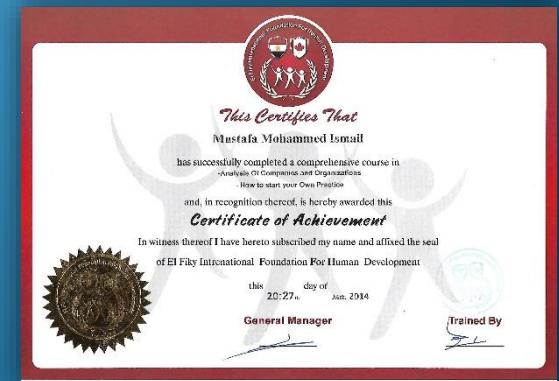 This Certifies That
Mustafa Mohammed Ismail
has successfully completed a comprehensive course in
-Analysis Of Companies and Organizations
- How to start your Own Practice
and, in recognition thereof, is hereby awarded this
Certificate of Achievement
In witness thereof I have hereto subscribed my name and affixed the seal
of El Fiky Intrenational Foundation For Human Development
this day of
20:27 Jan, 2014
General Manager
Trained By